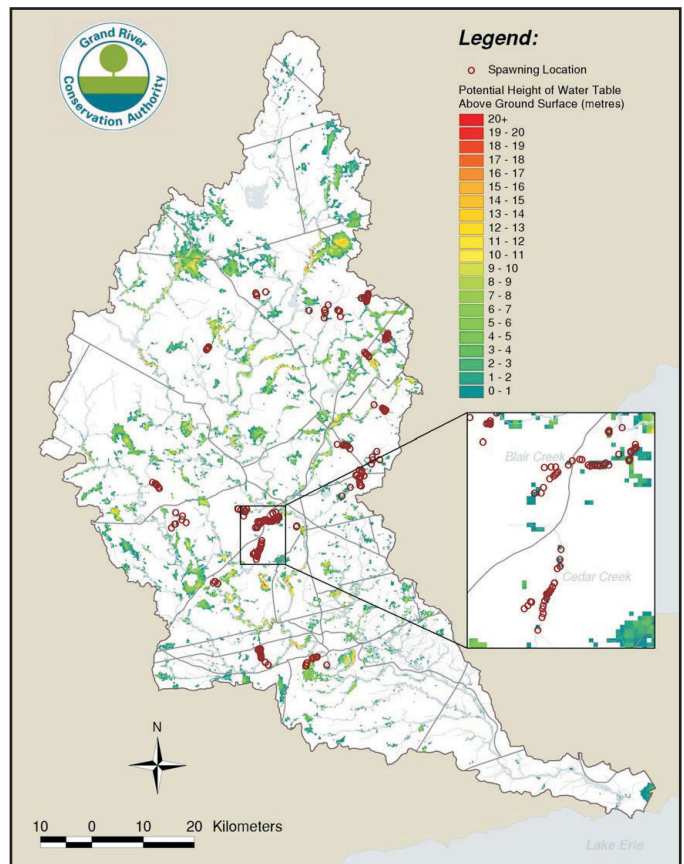 Grand River
Conservation Authority
Legend:
Spawning Location
Potential Height of Water Table
Above Ground Surface (metres)
20+
19 - 20
18 - 19
17 - 18
16 - 17
15 - 16
14 - 15
13 - 14
12 - 13
11 - 12
10 - 11
9 - 10
8 - 9
7 - 8
6 - 7
5 - 6
4 - 5
3 - 4
2 - 3
1 - 2
0 - 1
Blair Creek
Cedar Creek
N
10 0 10 20 Kilometers
Lake Erie